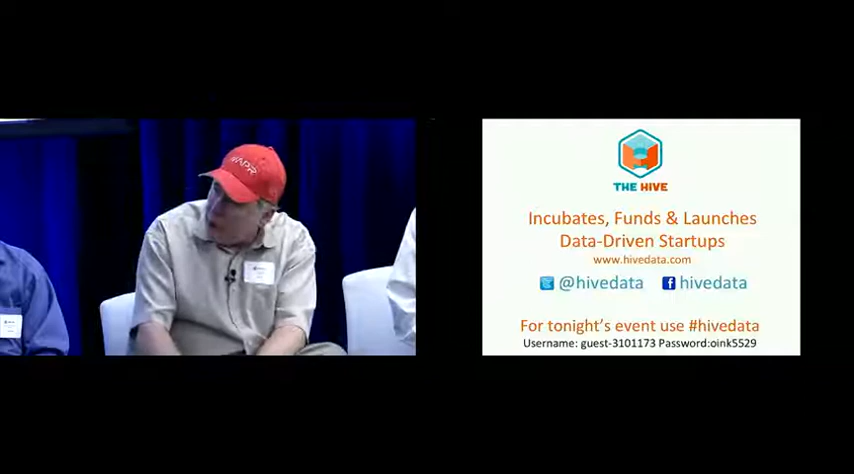 MAPR
THE HIVE
Incubates, Funds & Launches
Data-Driven Startups
www.hivedata.com
@hivedata hivedata
For tonight's event use #hivedata
Username: guest-3101173 Password:oink5529